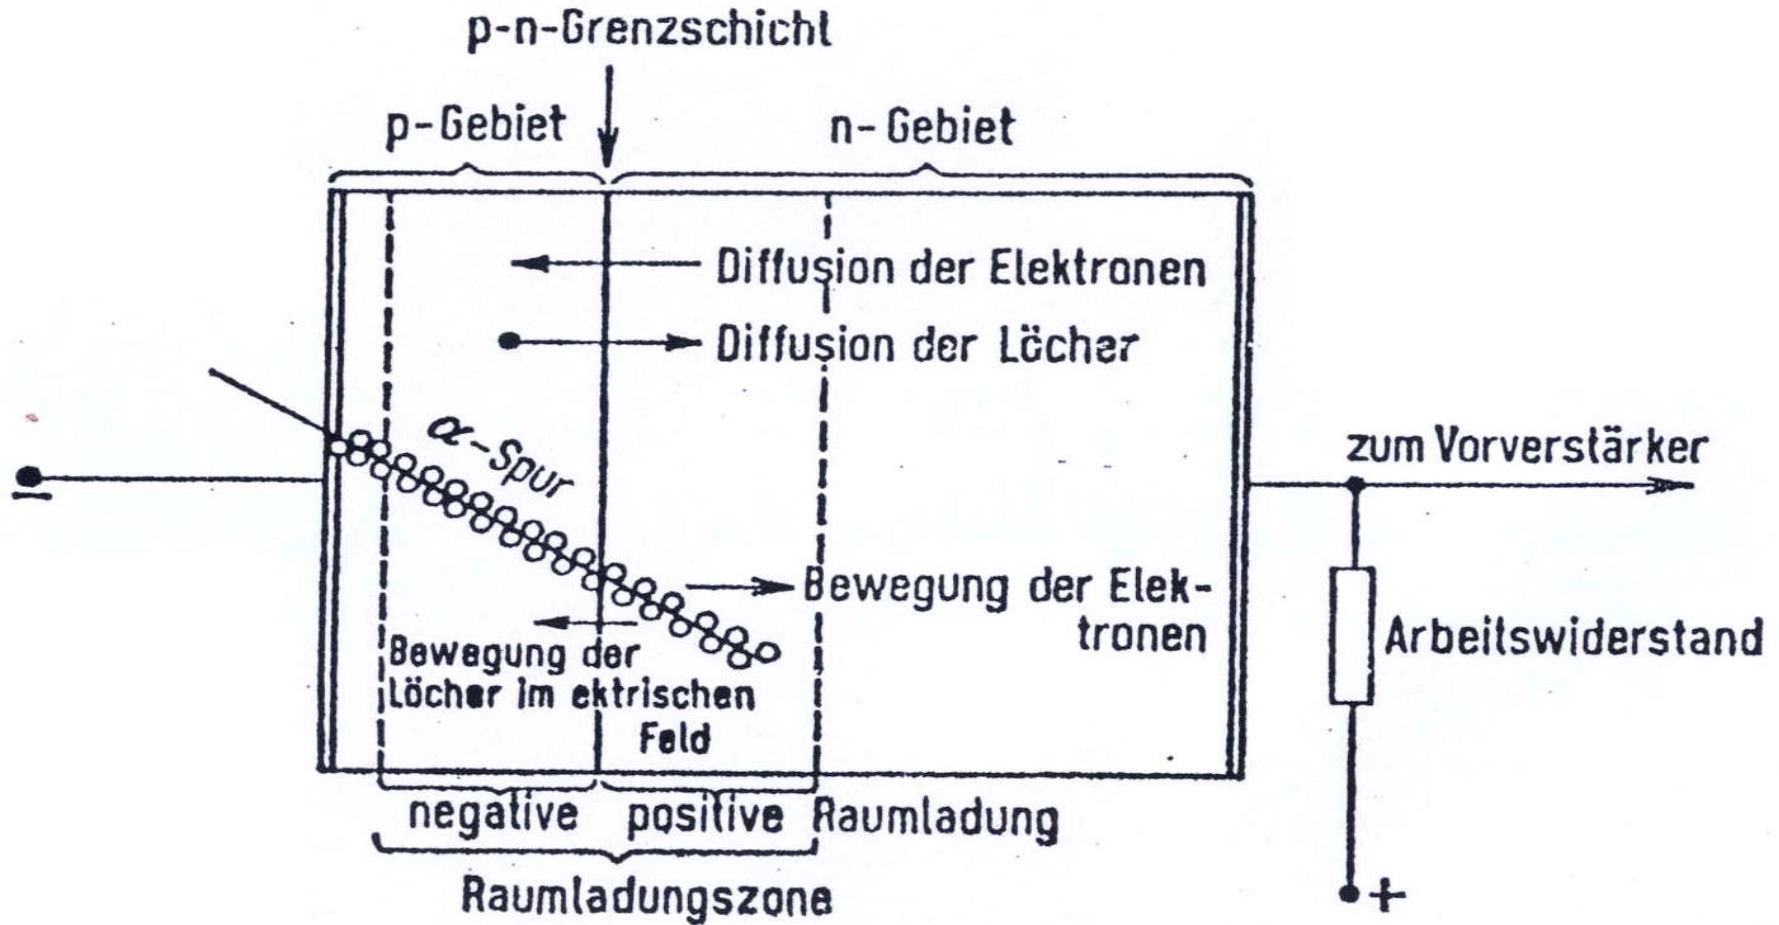 p-n-Grenzschicht
p-Gebiet
n-Gebiet
Diffusion der Elektronen
Diffusion der Löcher
α-Spur
zum Vorverstärker
−
Bewegung der Elek-
tronen
Arbeitswiderstand
Bewegung der
Löcher im ektrischen
Feld
negative positive Raumladung
+
Raumladungszone